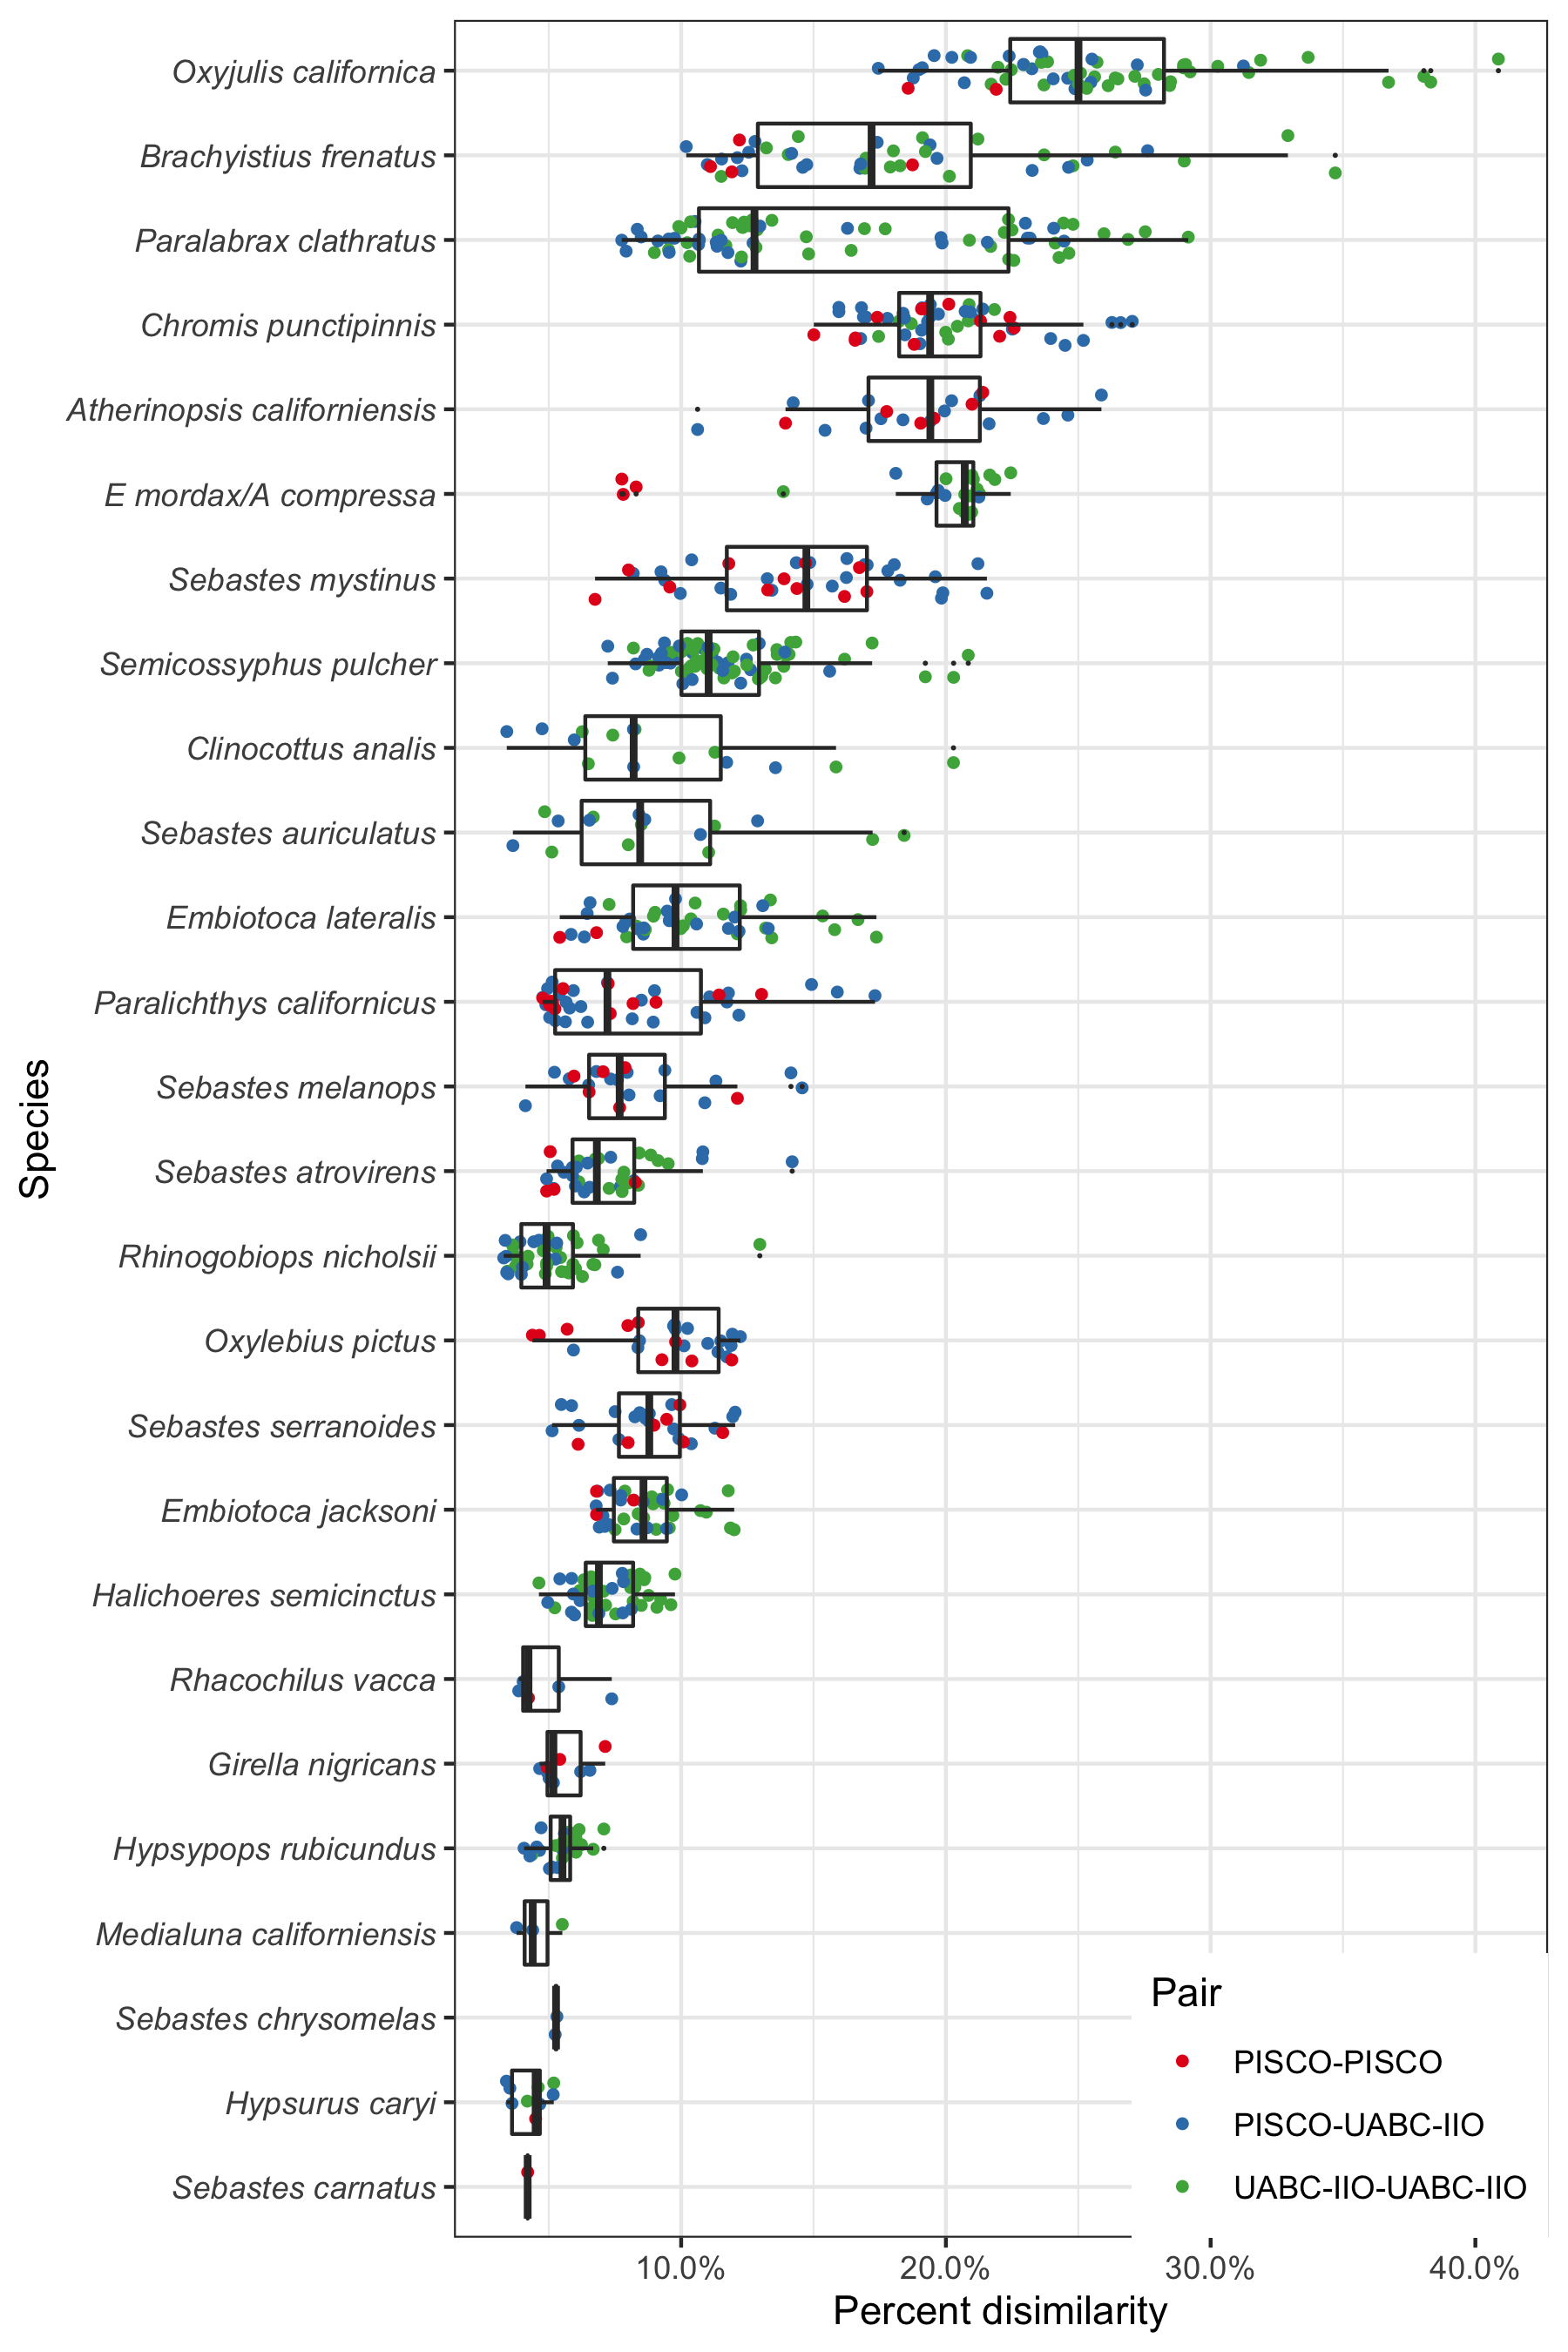 Species
Oxyjulis californica
Brachyistius frenatus
Paralabrax clathratus
Chromis punctipinnis
Atherinopsis californiensis
E mordax/A compressa
Sebastes mystinus
Semicossyphus pulcher
Clinocottus analis
Sebastes auriculatus
Embiotoca lateralis
Paralichthys californicus
Sebastes melanops
Sebastes atrovirens
Rhinogobiops nicholsii
Oxylebius pictus
Sebastes serranoides
Embiotoca jacksoni
Halichoeres semicinctus
Rhacochilus vacca
Girella nigricans
Hypsypops rubicundus
Medialuna californiensis
Sebastes chrysomelas
Hypsurus caryi
Sebastes carnatus
Pair
PISCO-PISCO
PISCO-UABC-IIO
UABC-IIO-UABC-IIO
10.0% 20.0% 30.0% 40.0%
Percent disimilarity